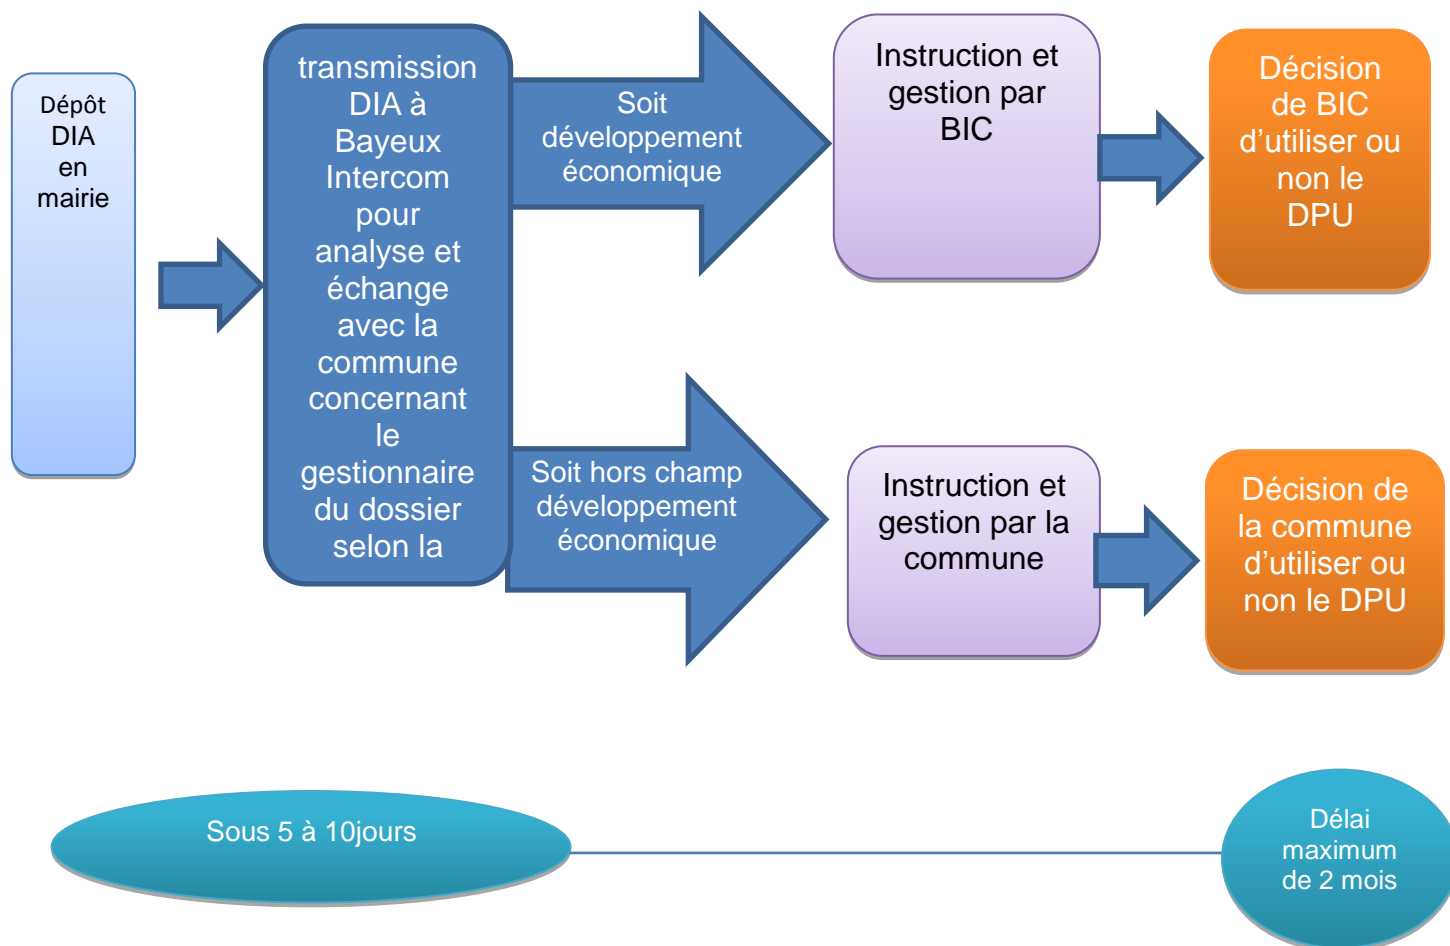 Dépôt
DIA
en
mairie
transmission
DIA à
Bayeux
Intercom
pour
analyse et
échange
avec la
commune
concernant
le
gestionnaire
du dossier
selon la
Soit
développement
économique
Instruction et
gestion par
BIC
Décision
de BIC
d’utiliser ou
non le
DPU
Soit hors champ
développement
économique
Instruction et
gestion par la
commune
Décision de
la commune
d’utiliser ou
non le DPU
Sous 5 à 10jours
Délai
maximum
de 2 mois